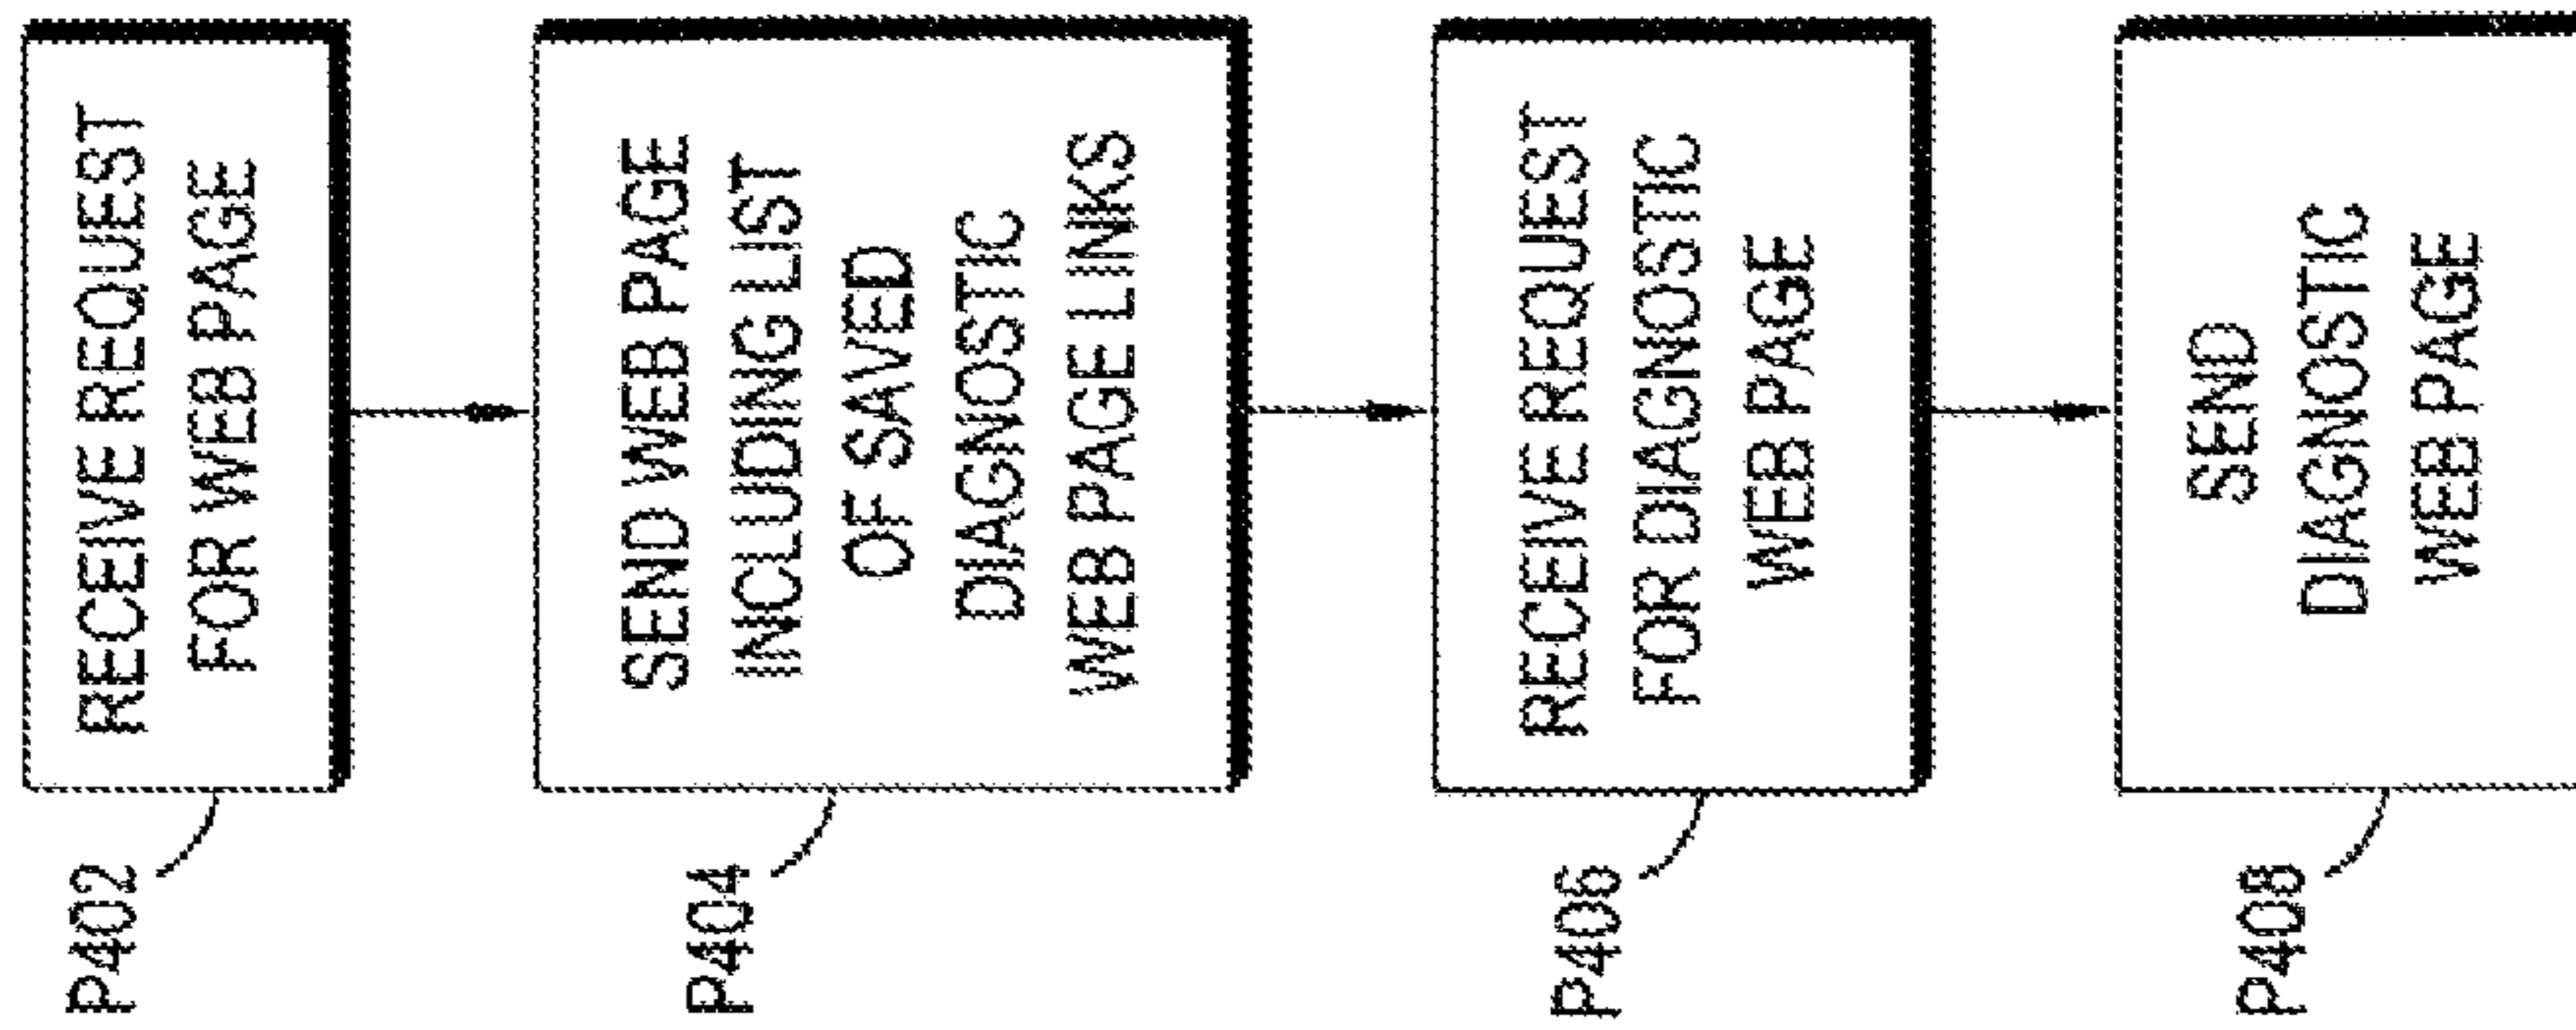 P402
RECEIVE REQUEST
FOR WEB PAGE
P404
SEND WEB PAGE
INCLUDING LIST
OF SAVED
DIAGNOSTIC
WEB PAGE LINKS
P406
RECEIVE REQUEST
FOR DIAGNOSTIC
WEB PAGE
P408
SEND
DIAGNOSTIC
WEB PAGE